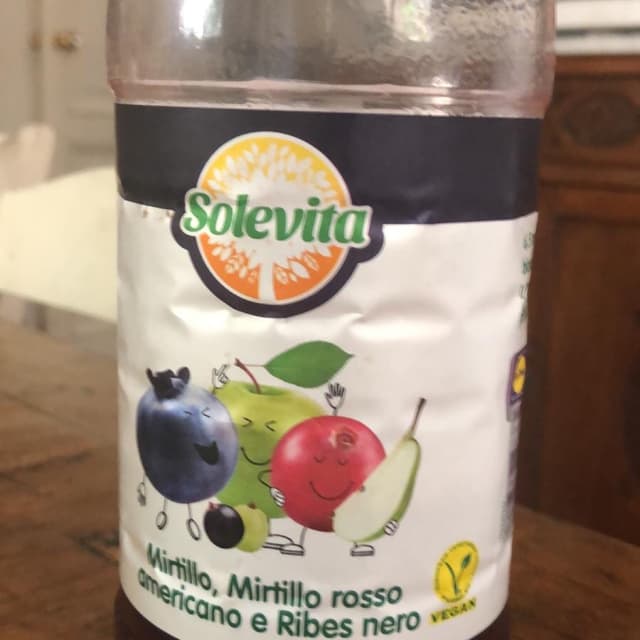 Solevita
Mirtillo, Mirtillo rosso
americano e Ribes nero
VEGAN